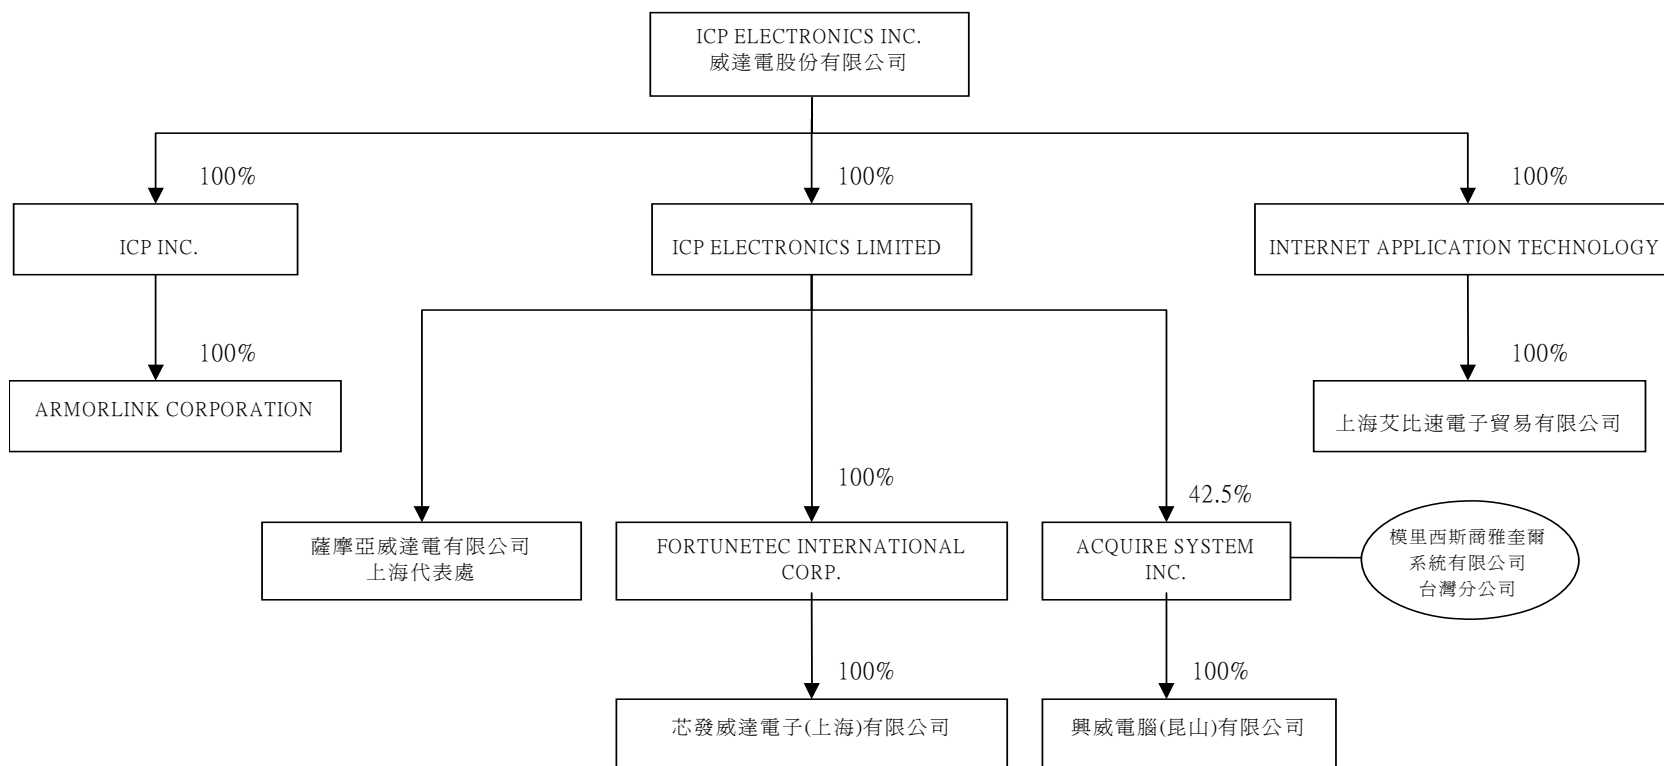 ICP ELECTRONICS INC.
威達電股份有限公司
100%
100%
100%
ICP INC.
ICP ELECTRONICS LIMITED
INTERNET APPLICATION TECHNOLOGY
100%
100%
ARMORLINK CORPORATION
上海艾比速電子貿易有限公司
100%
42.5%
薩摩亞威達電有限公司
上海代表處
FORTUNETEC INTERNATIONAL
CORP.
ACQUIRE SYSTEM
INC.
模里西斯商雅奎爾
系統有限公司
台灣分公司
100%
100%
芯發威達電子(上海)有限公司
興威電腦(昆山)有限公司